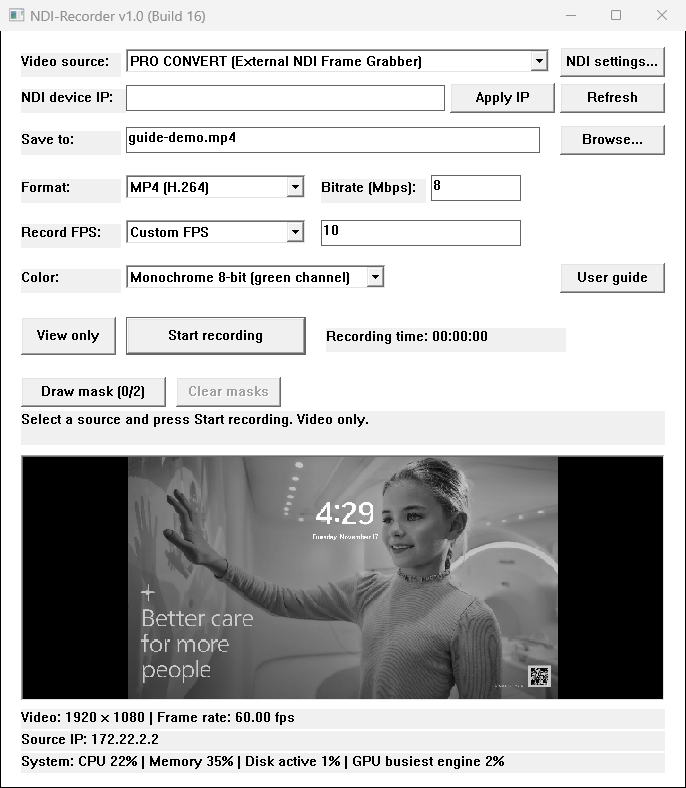 NDI-Recorder v1.0 (Build 16)
Video source: PRO CONVERT (External NDI Frame Grabber) NDI settings...
NDI device IP: Apply IP Refresh
Save to: guide-demo.mp4 Browse...
Format: MP4 (H.264) Bitrate (Mbps): 8
Record FPS: Custom FPS 10
Color: Monochrome 8-bit (green channel) User guide
View only Start recording Recording time: 00:00:00
Draw mask (0/2) Clear masks
Select a source and press Start recording. Video only.
4:29
Tuesday, November 17
Better care
for more
people
Video: 1920 × 1080 | Frame rate: 60.00 fps
Source IP: 172.22.2.2
System: CPU 22% | Memory 35% | Disk active 1% | GPU busiest engine 2%